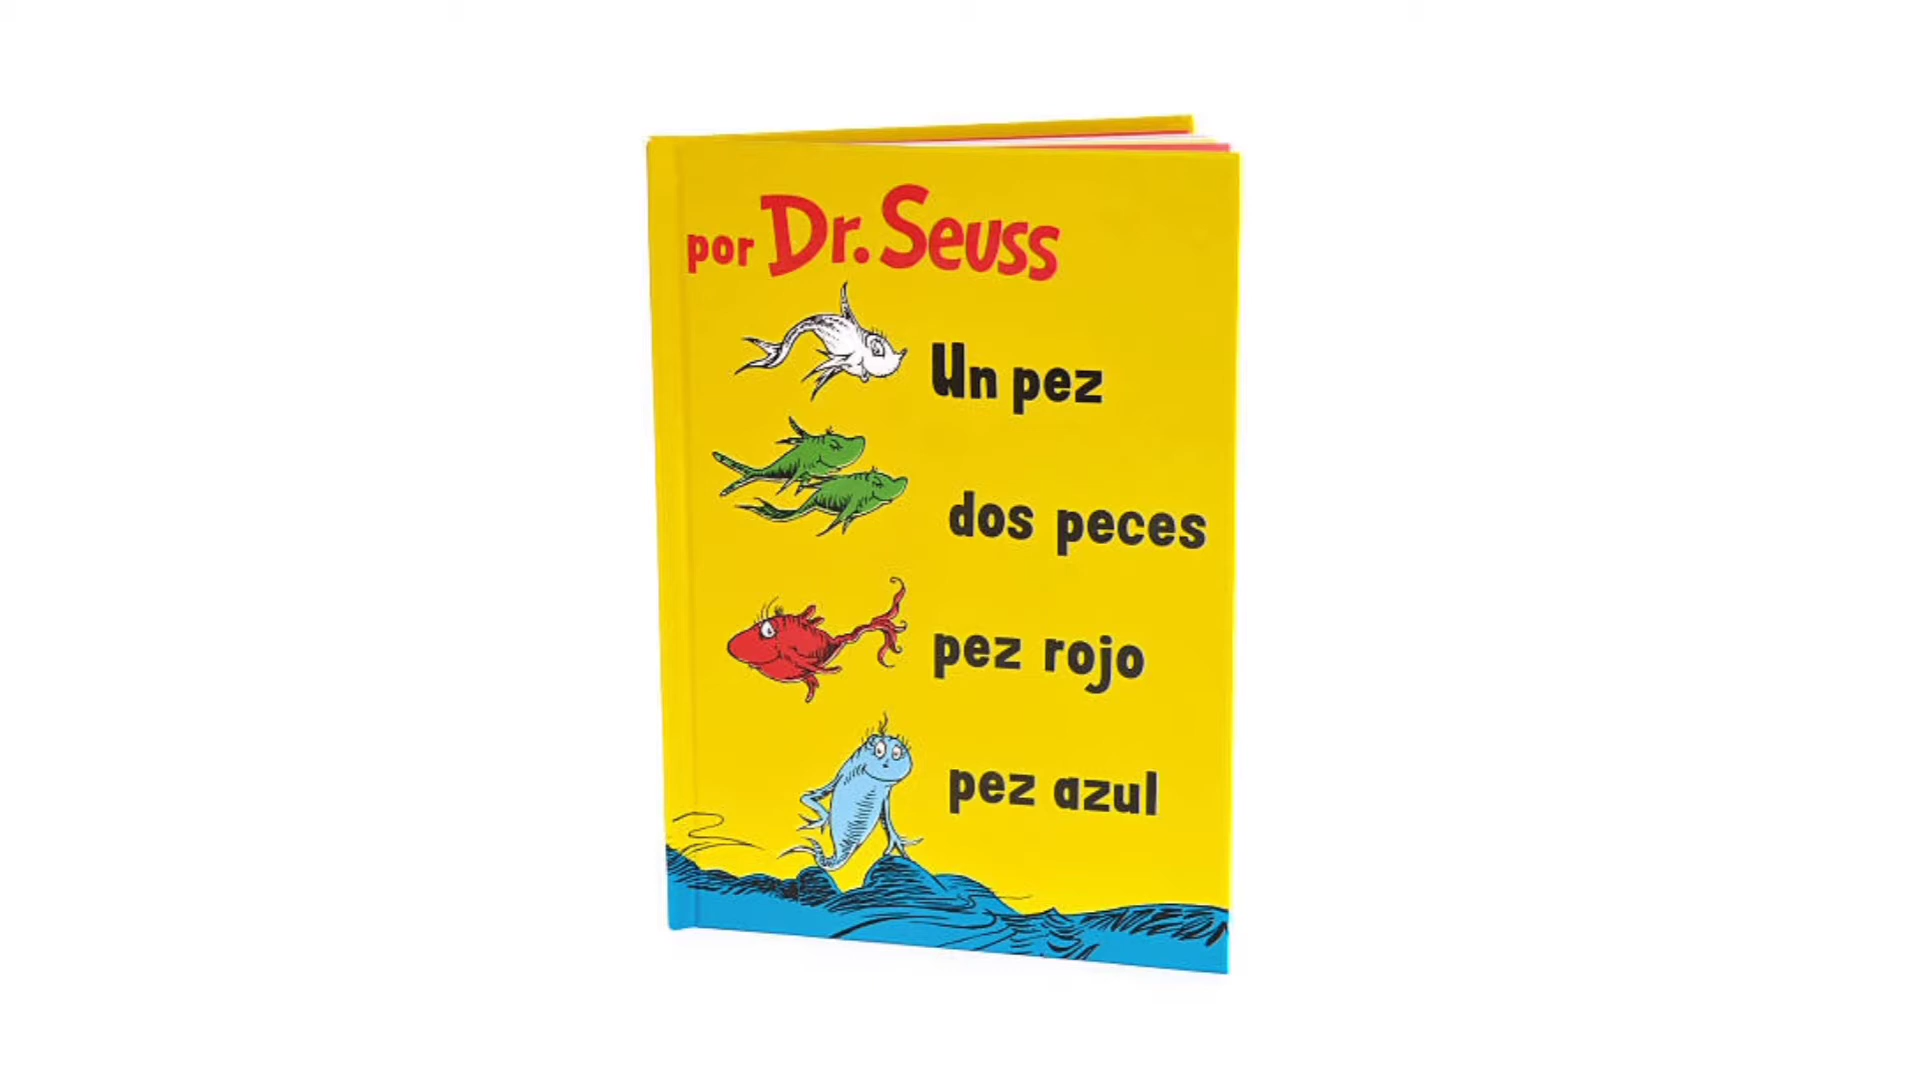 por Dr. Seuss
Un pez
dos peces
pez rojo
pez azul